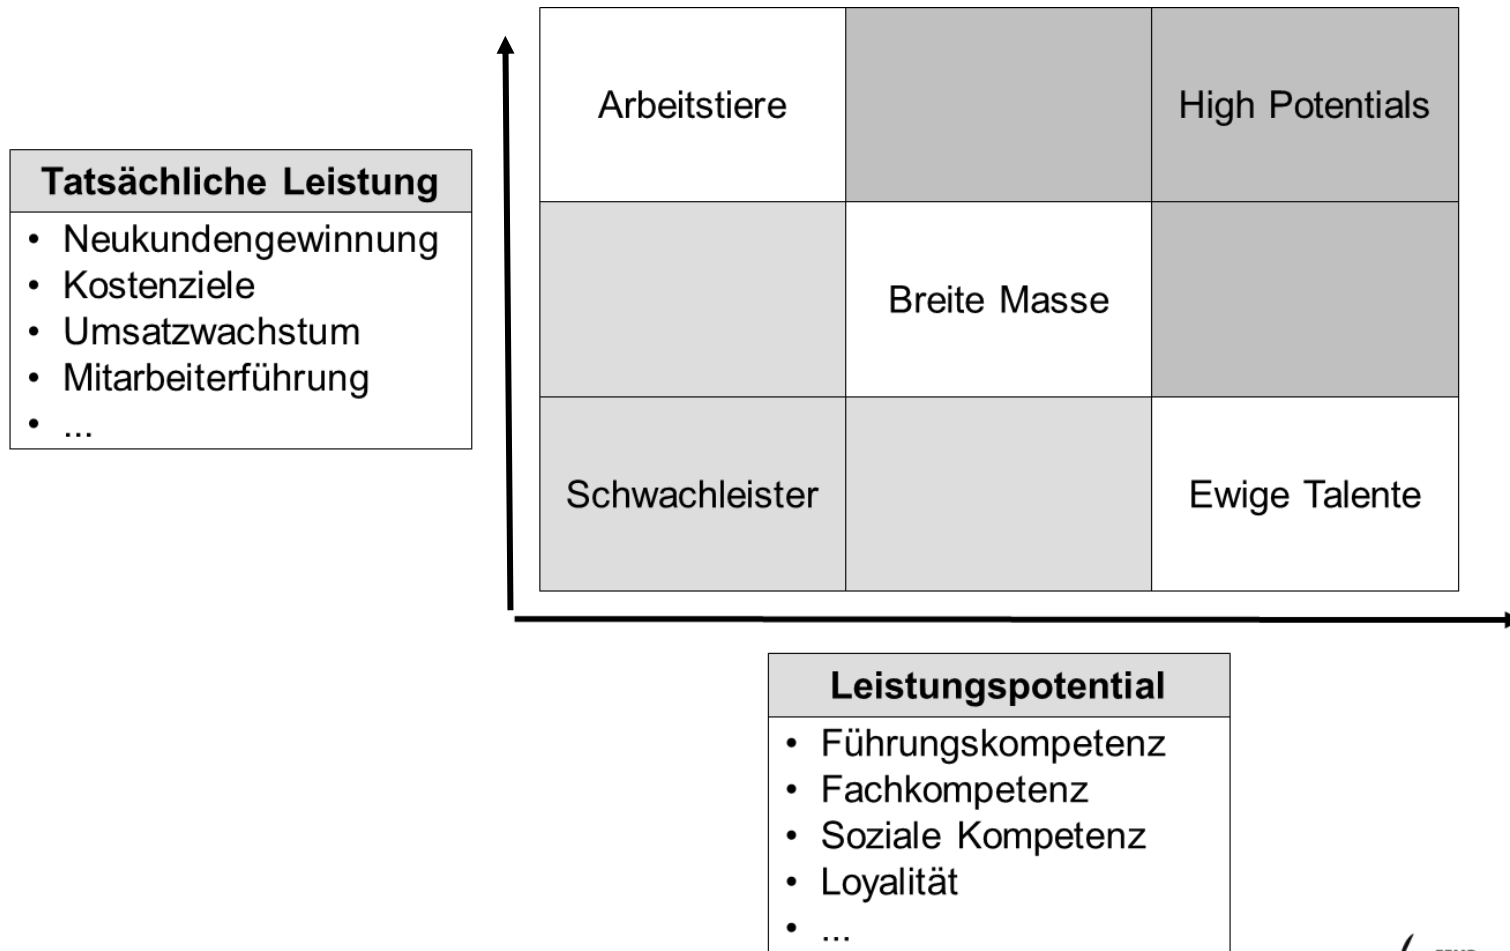 Arbeitstiere
High Potentials
Tatsächliche Leistung
• Neukundengewinnung
• Kostenziele
• Umsatzwachstum
• Mitarbeiterführung
• ...
Breite Masse
Schwachleister
Ewige Talente
Leistungspotential
• Führungskompetenz
• Fachkompetenz
• Soziale Kompetenz
• Loyalität
• ...